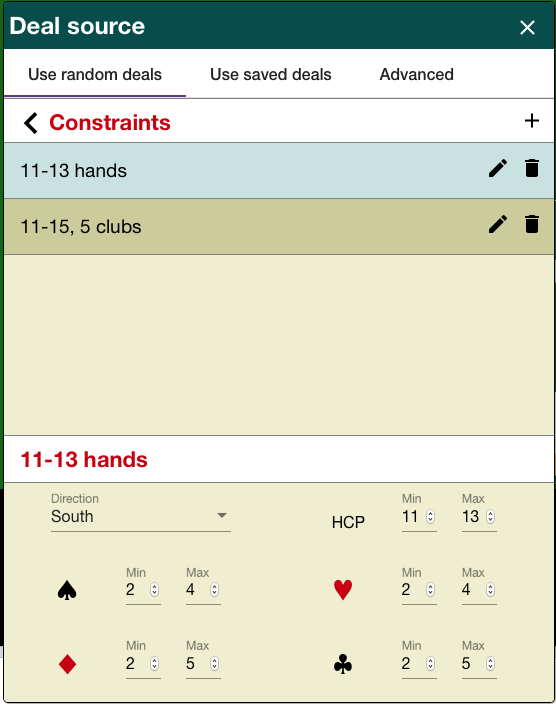 Deal source
Use random deals Use saved deals Advanced
Constraints
11-13 hands
11-15, 5 clubs
11-13 hands
Direction Min Max
South HCP 11 13
Min Max Min Max
♠ 2 4 ♥ 2 4
Min Max Min Max
♦ 2 5 ♣ 2 5